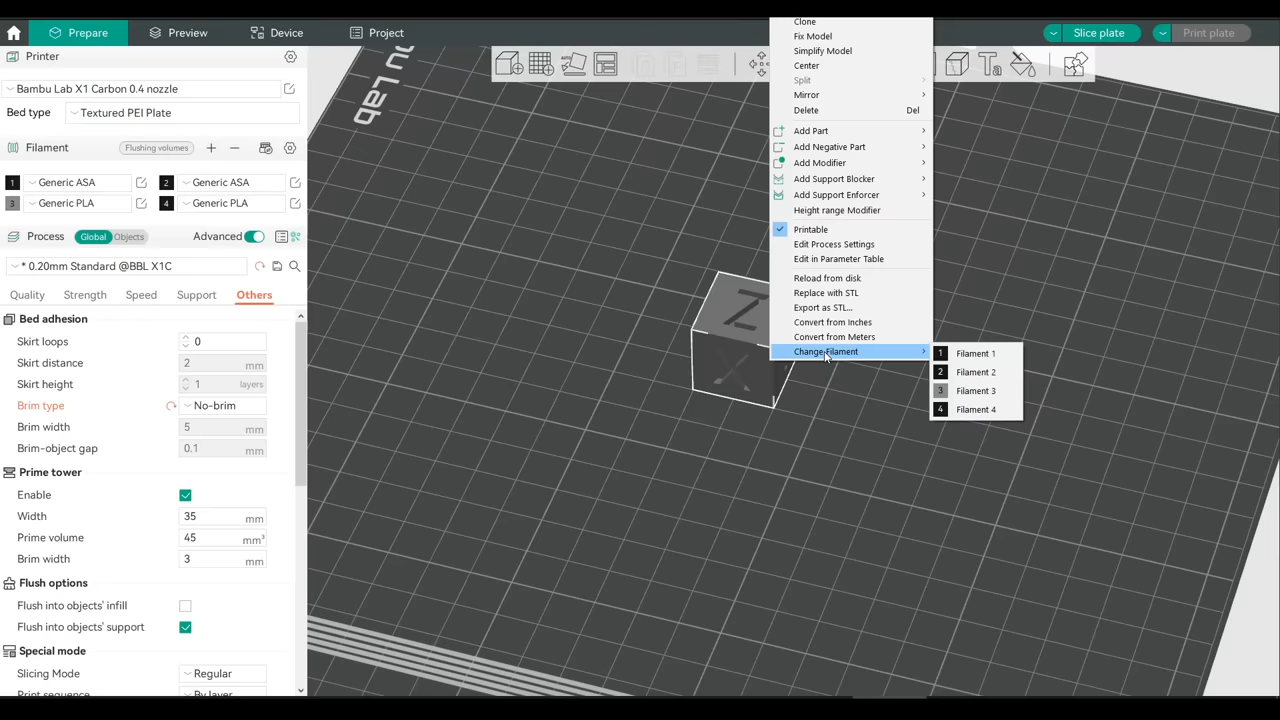 Prepare Preview Device Project Slice plate Print plate
Printer
Bambu Lab X1 Carbon 0.4 nozzle
Bed type Textured PEI Plate
Filament Flushing volumes
1 Generic ASA 2 Generic ASA
3 Generic PLA 4 Generic PLA
Process Global Objects Advanced
* 0.20mm Standard @BBL X1C
Quality Strength Speed Support Others
Bed adhesion
Skirt loops 0
Skirt distance 2 mm
Skirt height 1 layers
Brim type No-brim
Brim width 5 mm
Brim-object gap 0.1 mm
Prime tower
Enable
Width 35 mm
Prime volume 45 mm³
Brim width 3 mm
Flush options
Flush into objects' infill
Flush into objects' support
Special mode
Slicing Mode Regular
Print sequence By layer
u Lab
Z
X
Clone
Fix Model
Simplify Model
Center
Split
Mirror
Delete Del
Add Part
Add Negative Part
Add Modifier
Add Support Blocker
Add Support Enforcer
Height range Modifier
Printable
Edit Process Settings
Edit in Parameter Table
Reload from disk
Replace with STL
Export as STL...
Convert from Inches
Convert from Meters
Change Filament
1 Filament 1
2 Filament 2
3 Filament 3
4 Filament 4